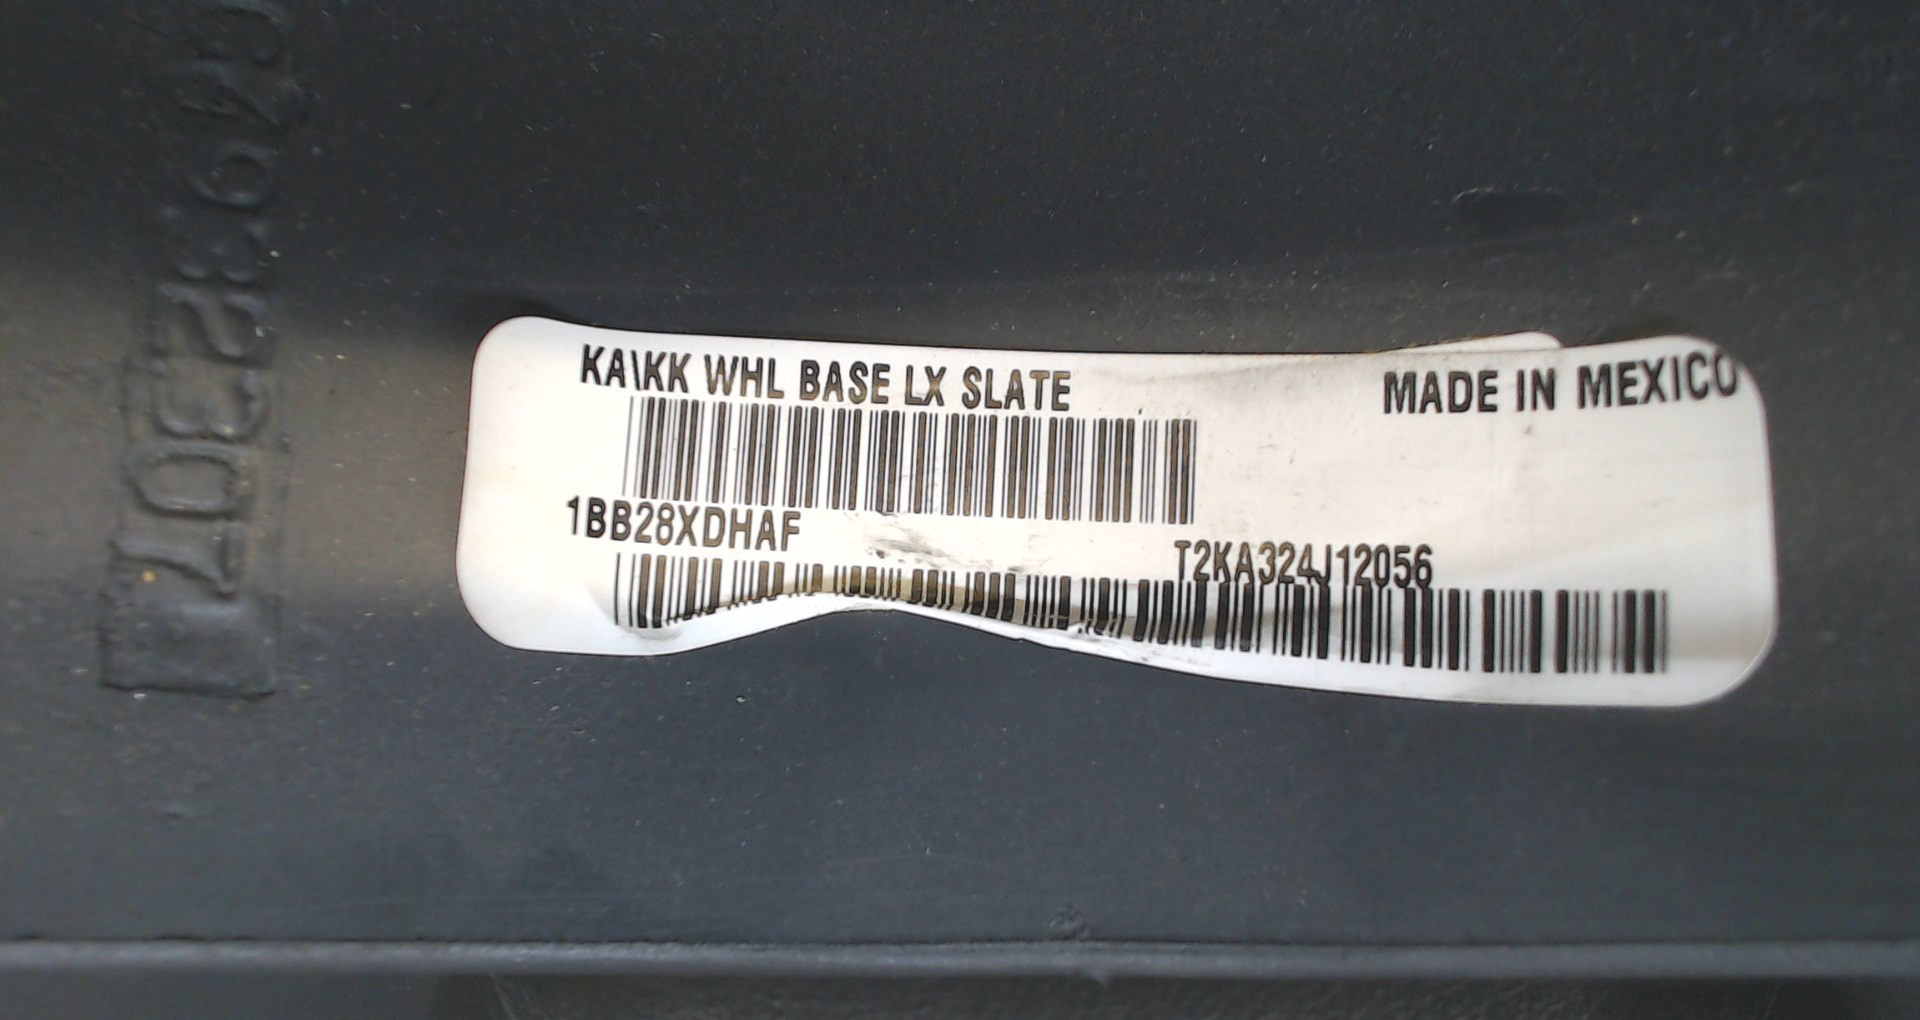 KA\KK WHL BASE LX SLATE
MADE IN MEXICO
1BB28XDHAF
T2KA324J12056